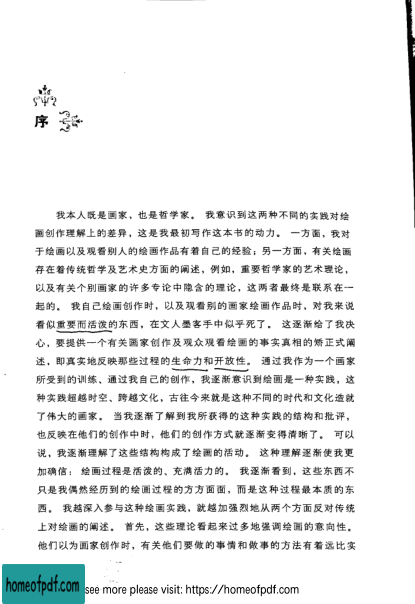 序
我本人既是画家，也是哲学家。 我意识到这两种不同的实践对绘
画创作理解上的差异，这是我最初写作这本书的动力。 一方面，我对
于绘画以及观看别人的绘画作品有着自己的经验；另一方面，有关绘画
存在着传统哲学及艺术史方面的阐述，例如，重要哲学家的艺术理论，
以及有关个别画家的许多专论中隐含的理论，这两者最终是联系在一
起的。 我自己绘画创作时，以及观看别的画家绘画作品时，对我来说
看似重要而活泼的东西，在文人墨客手中似乎死了。 这逐渐给了我决
心，要提供一个有关画家创作及观众观看绘画的事实真相的矫正式阐
述，即真实地反映那些过程的生命力和开放性。 通过我作为一个画家
所受到的训练、通过我自己的创作，我逐渐意识到绘画是一种实践，这
种实践超越时空、跨越文化，古往今来就是这种不同的时代和文化造就
了伟大的画家。 当我逐渐了解到我所获得的这种实践的结构和批评，
也反映在他们的创作中时，他们的创作方式就逐渐变得清晰了。 可以
说，我逐渐理解了这些结构构成了绘画的活动。 这种理解逐渐使我更
加确信： 绘画过程是活泼的、充满活力的。 我逐渐看到，这些东西不
只是我偶然经历到的绘画过程的方方面面，而是这种过程最本质的东
西。 我越深入参与这种绘画实践，就越加强烈地从两个方面反对传统
上对绘画的阐述。 首先，这些理论看起来过多地强调绘画的意向性。
他们以为画家创作时，有关他们要做的事情和做事的方法有着远比实
homeofpdf.com
see more please visit: https://homeofpdf.com